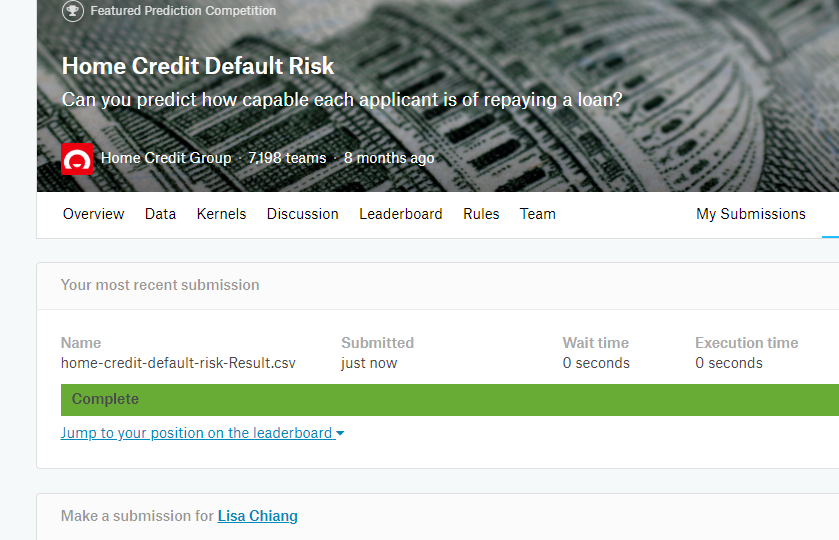 Featured Prediction Competition
Home Credit Default Risk
Can you predict how capable each applicant is of repaying a loan?
Home Credit Group · 7,198 teams · 8 months ago
Overview Data Kernels Discussion Leaderboard Rules Team My Submissions
Your most recent submission
Name Submitted Wait time Execution time
home-credit-default-risk-Result.csv just now 0 seconds 0 seconds
Complete
Jump to your position on the leaderboard
Make a submission for Lisa Chiang